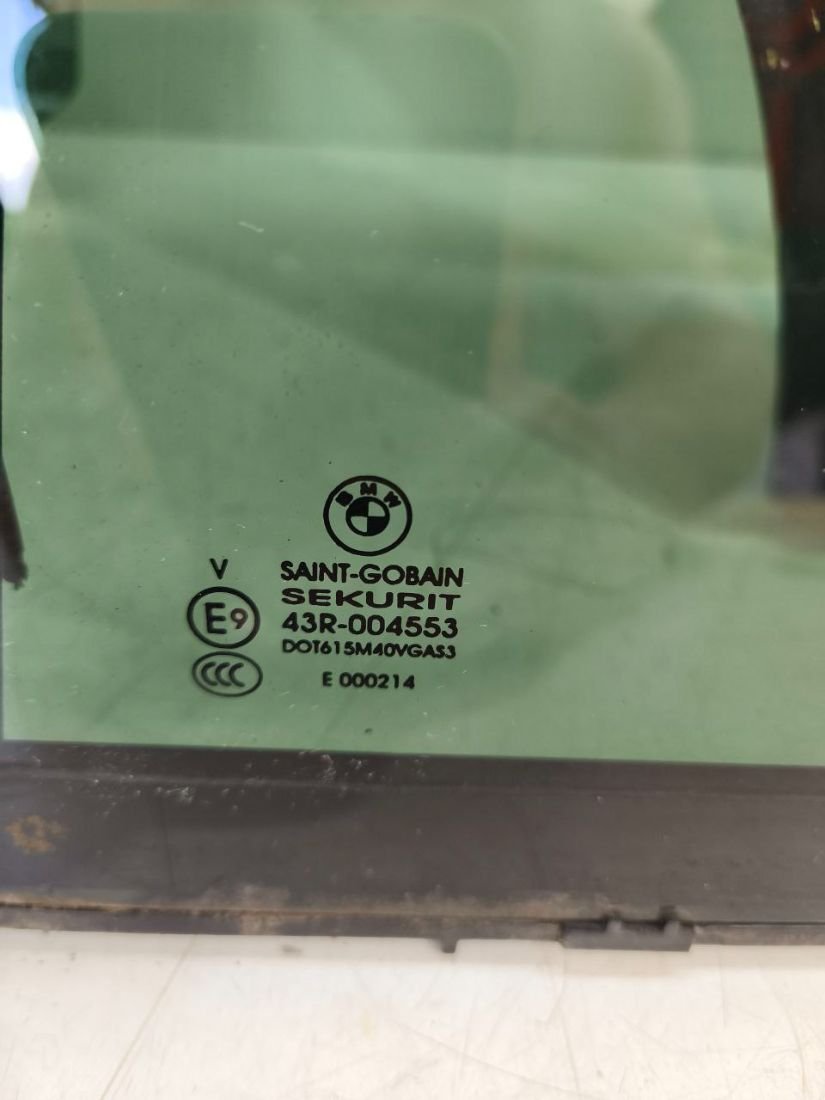 BMW
V
SAINT-GOBAIN
SEKURIT
E9
43R-004553
DOT615M40VGAS3
CCC
E 000214